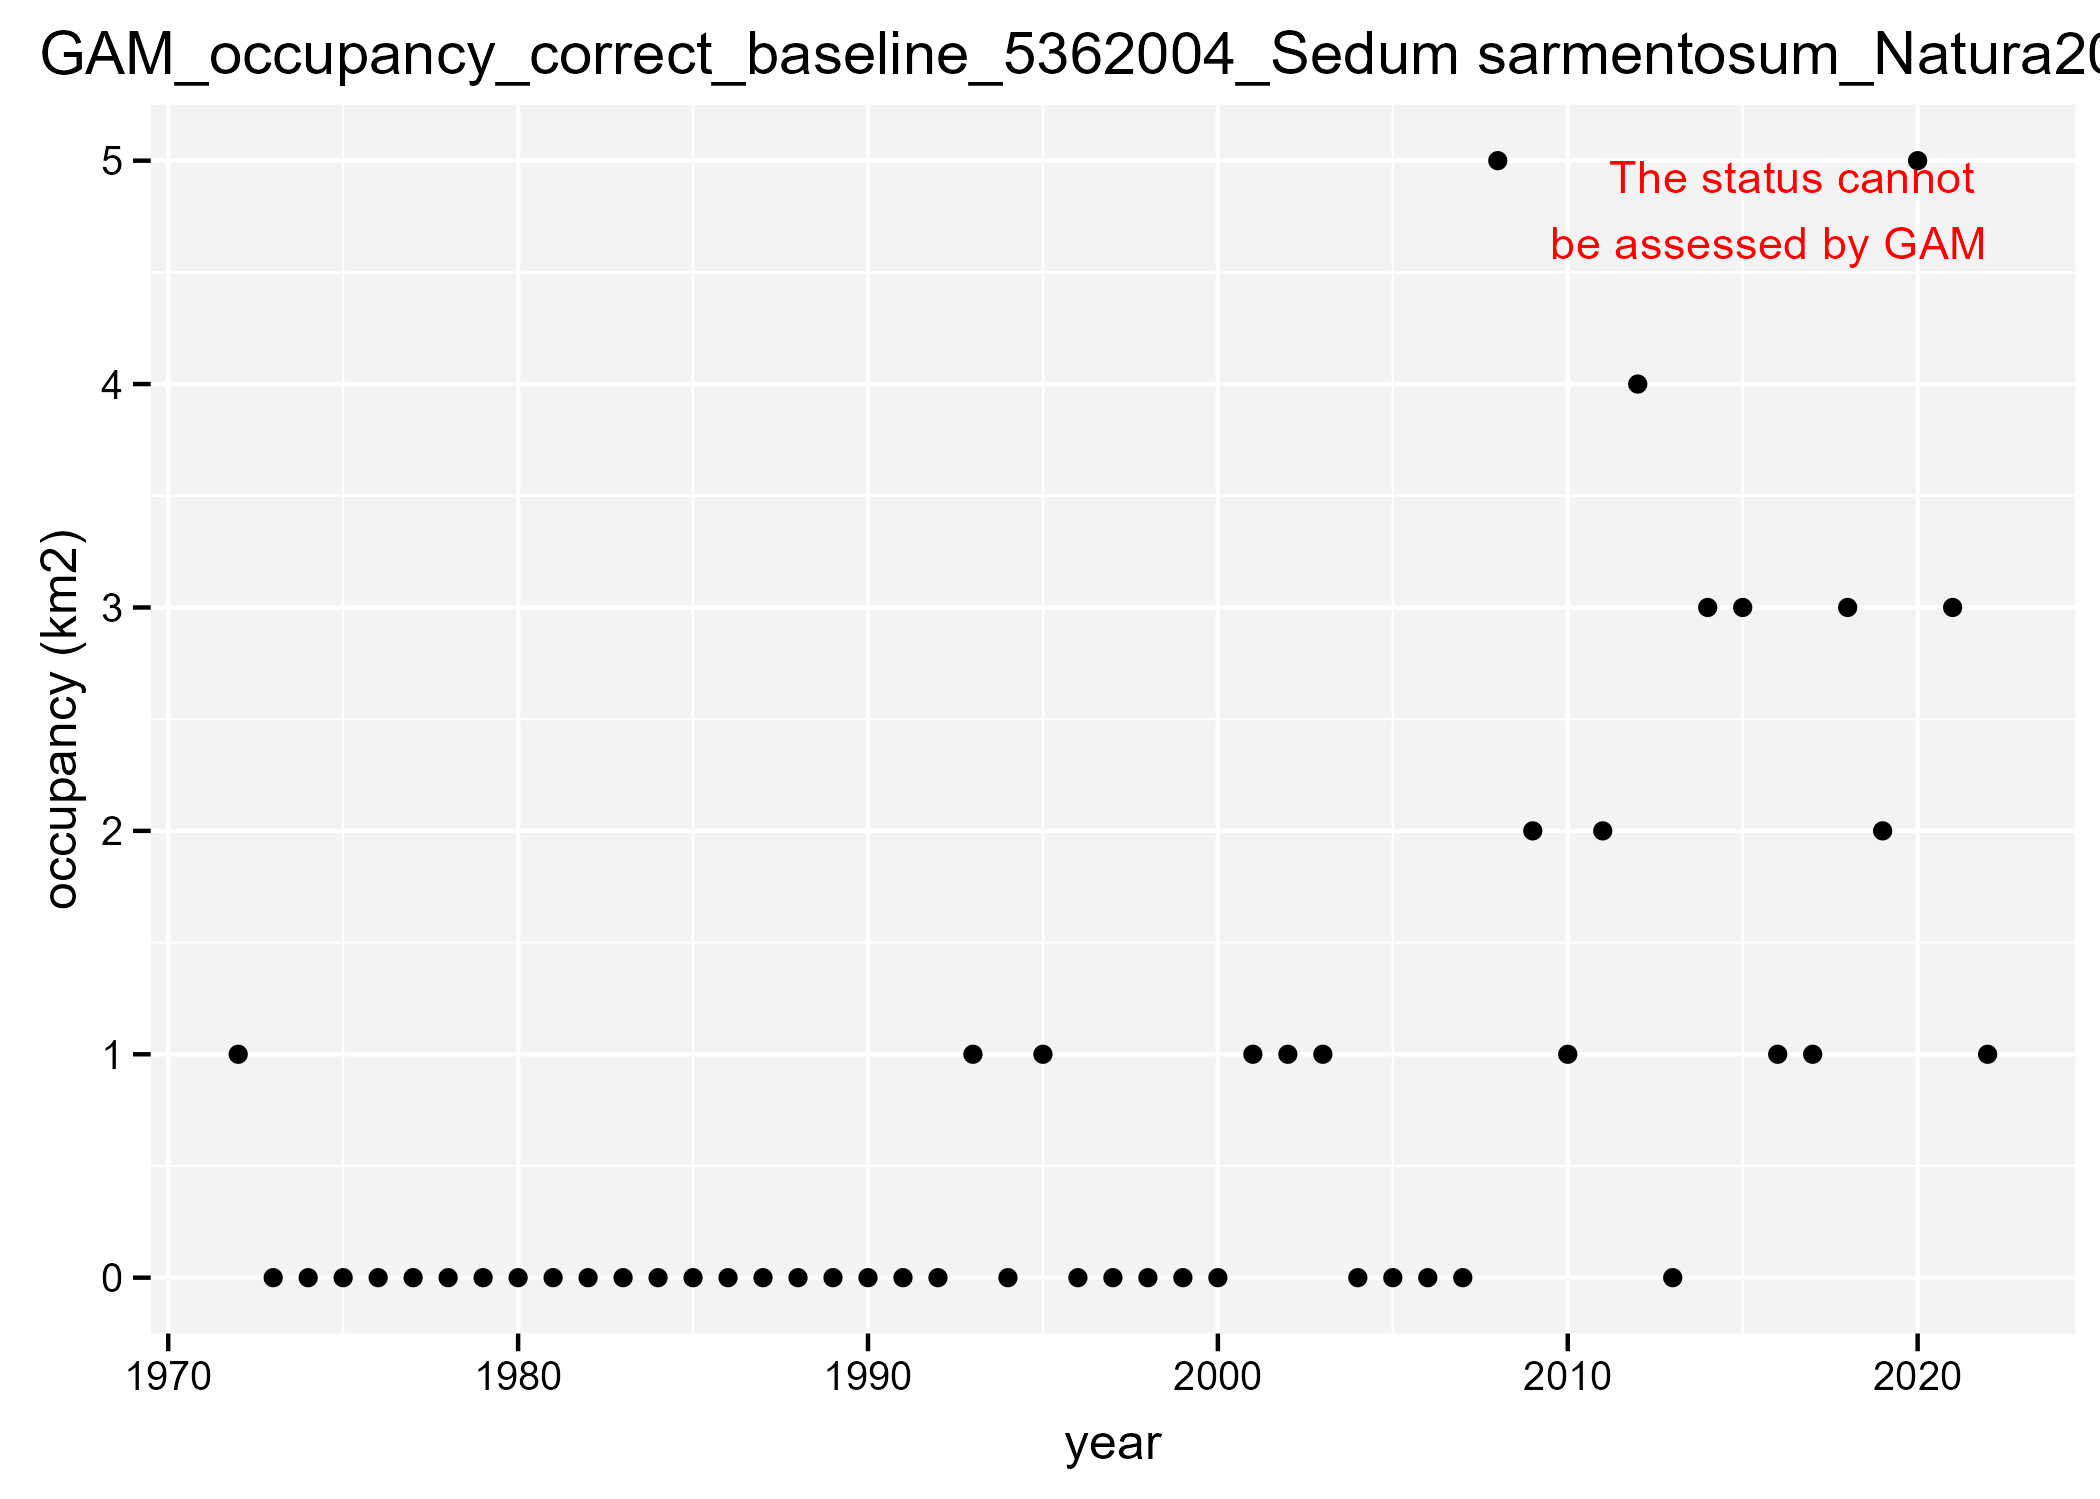 GAM_occupancy_correct_baseline_5362004_Sedum sarmentosum_Natura20
5
The status cannot
be assessed by GAM
4
3
occupancy (km2)
2
1
0
1970 1980 1990 2000 2010 2020
year